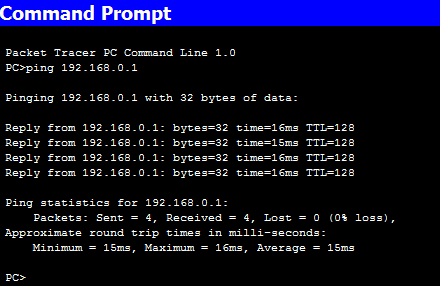 Command Prompt
Packet Tracer PC Command Line 1.0
PC>ping 192.168.0.1
Pinging 192.168.0.1 with 32 bytes of data:
Reply from 192.168.0.1: bytes=32 time=16ms TTL=128
Reply from 192.168.0.1: bytes=32 time=15ms TTL=128
Reply from 192.168.0.1: bytes=32 time=16ms TTL=128
Reply from 192.168.0.1: bytes=32 time=16ms TTL=128
Ping statistics for 192.168.0.1:
Packets: Sent = 4, Received = 4, Lost = 0 (0% loss),
Approximate round trip times in milli-seconds:
Minimum = 15ms, Maximum = 16ms, Average = 15ms
PC>